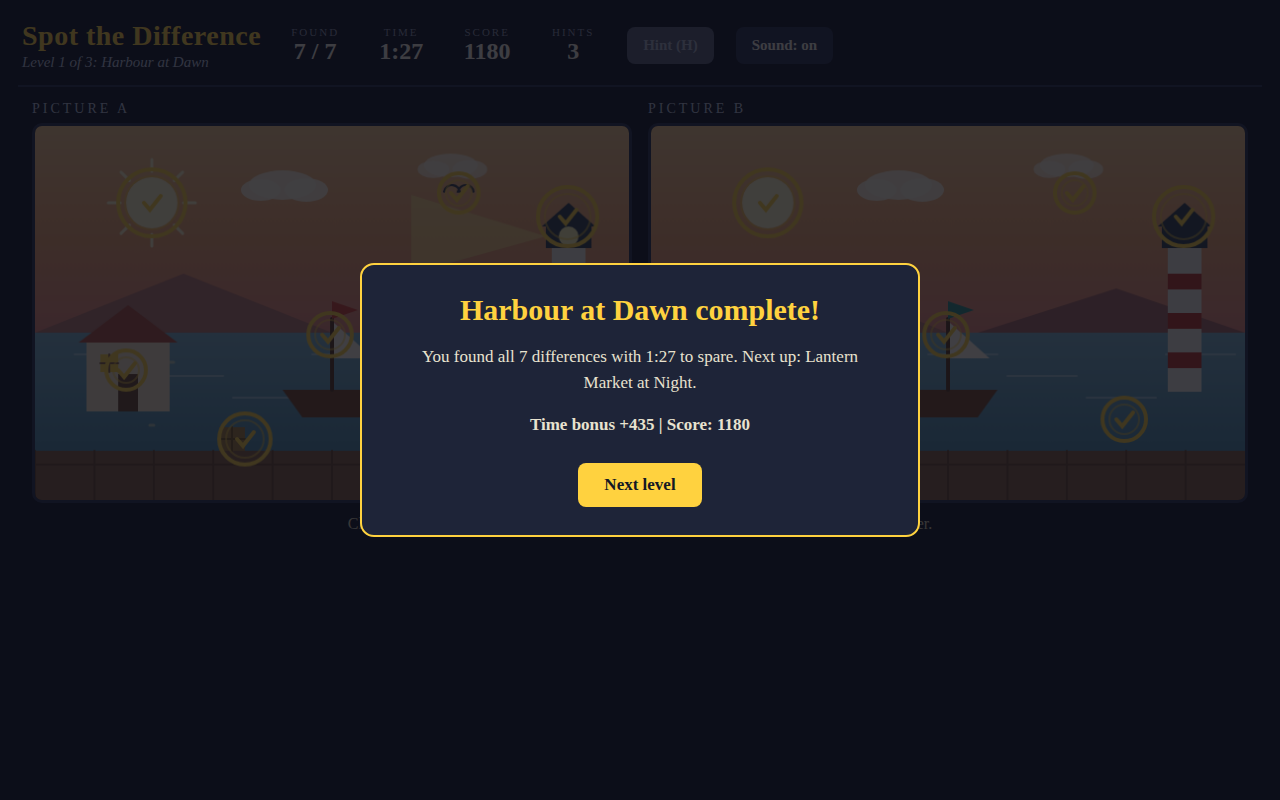 Spot the Difference
Level 1 of 3: Harbour at Dawn
FOUND
7 / 7
TIME
1:27
SCORE
1180
HINTS
3
Hint (H)
Sound: on
PICTURE A
PICTURE B
Harbour at Dawn complete!
You found all 7 differences with 1:27 to spare. Next up: Lantern
Market at Night.
Time bonus +435 | Score: 1180
Next level